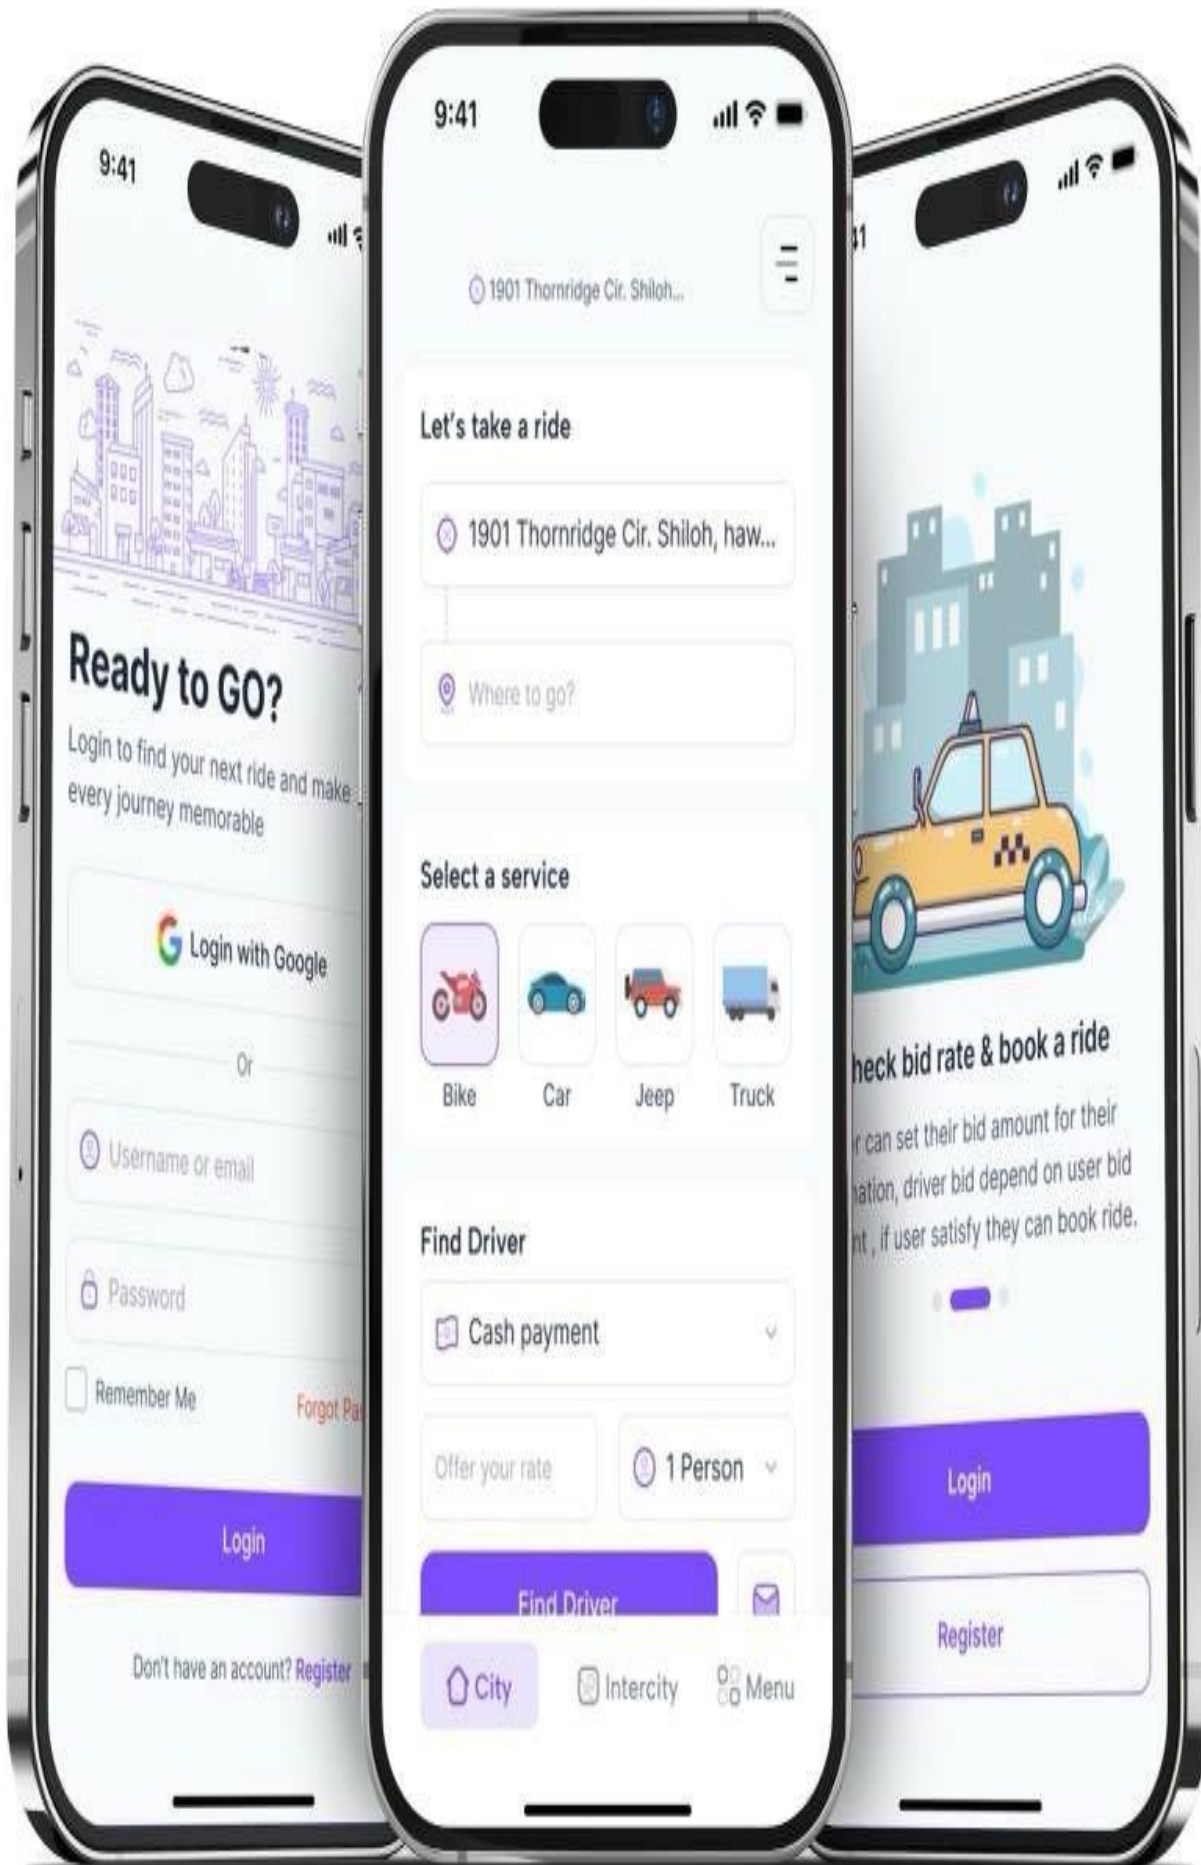 9:41
Ready to GO?
Login to find your next ride and make
every journey memorable
Login with Google
Or
Username or email
Password
Remember Me
Forgot Pa
Login
Don't have an account? Register
9:41
1901 Thornridge Cir. Shiloh...
Let's take a ride
1901 Thornridge Cir. Shiloh, haw...
Where to go?
Select a service
Bike Car Jeep Truck
Find Driver
Cash payment
Offer your rate 1 Person
Find Driver
City Intercity Menu
41
heck bid rate & book a ride
r can set their bid amount for their
nation, driver bid depend on user bid
nt , if user satisfy they can book ride.
Login
Register